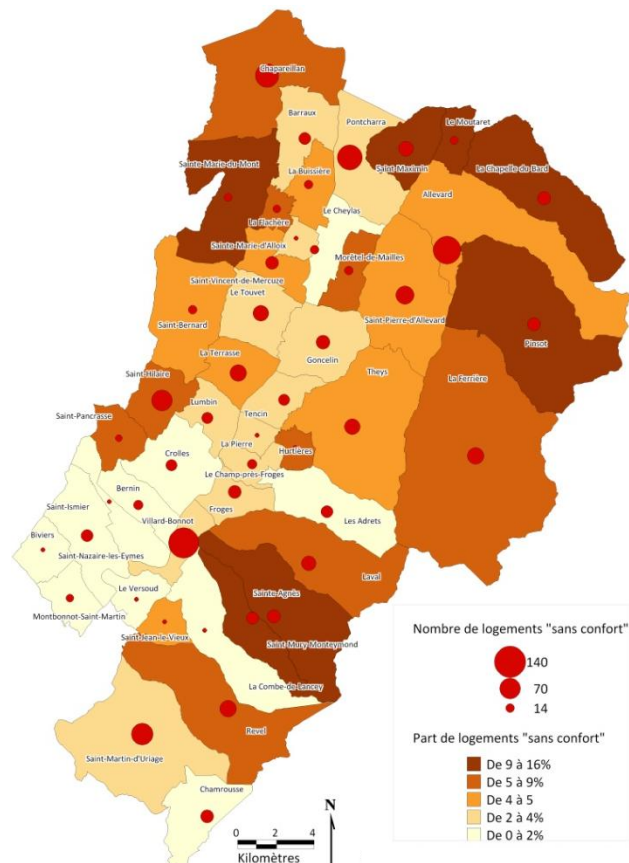 Chapareillan
Barraux
Pontcharra
Le Moutaret
Sainte-Marie-du-Mont
Saint Maximin
La Chapelle-du-Bard
La Buissière
Allevard
Le Cheylas
La Flachère
Sainte-Marie-d'Alloix
Morêtel-de-Mailles
Saint-Vincent-de-Mercuze
Le Touvet
Saint-Bernard
Saint-Pierre-d'Allevard
Pinsot
La Terrasse
Goncelin
Saint-Hilaire
Theys
La Ferrière
Lumbin
Tencin
Saint-Pancrasse
La Pierre
Hurtières
Crolles
Le Champ-près-Froges
Bernin
Saint-Ismier
Froges
Les Adrets
Villard-Bonnot
Biviers
Saint-Nazaire-les-Eymes
Laval
Le Versoud
Sainte-Agnès
Montbonnot-Saint-Martin
Saint-Jean-le-Vieux
Saint-Mury-Monteymond
La Combe-de-Lancey
Revel
Saint-Martin-d'Uriage
Chamrousse
Nombre de logements "sans confort"
140
70
14
Part de logements "sans confort"
De 9 à 16%
De 5 à 9%
De 4 à 5
De 2 à 4%
De 0 à 2%
N
0 2 4
Kilomètres